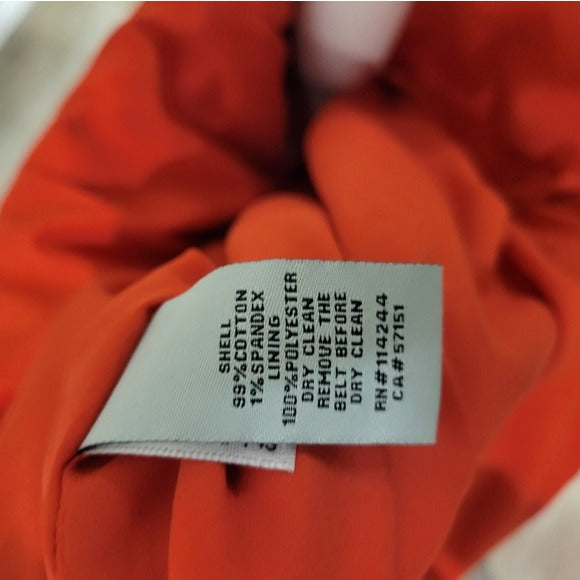 SHELL
99%COTTON
1%SPANDEX
LINING
100%POLYESTER
DRY CLEAN
REMOVE THE
BELT BEFORE
DRY CLEAN
RN#114244
CA#57151